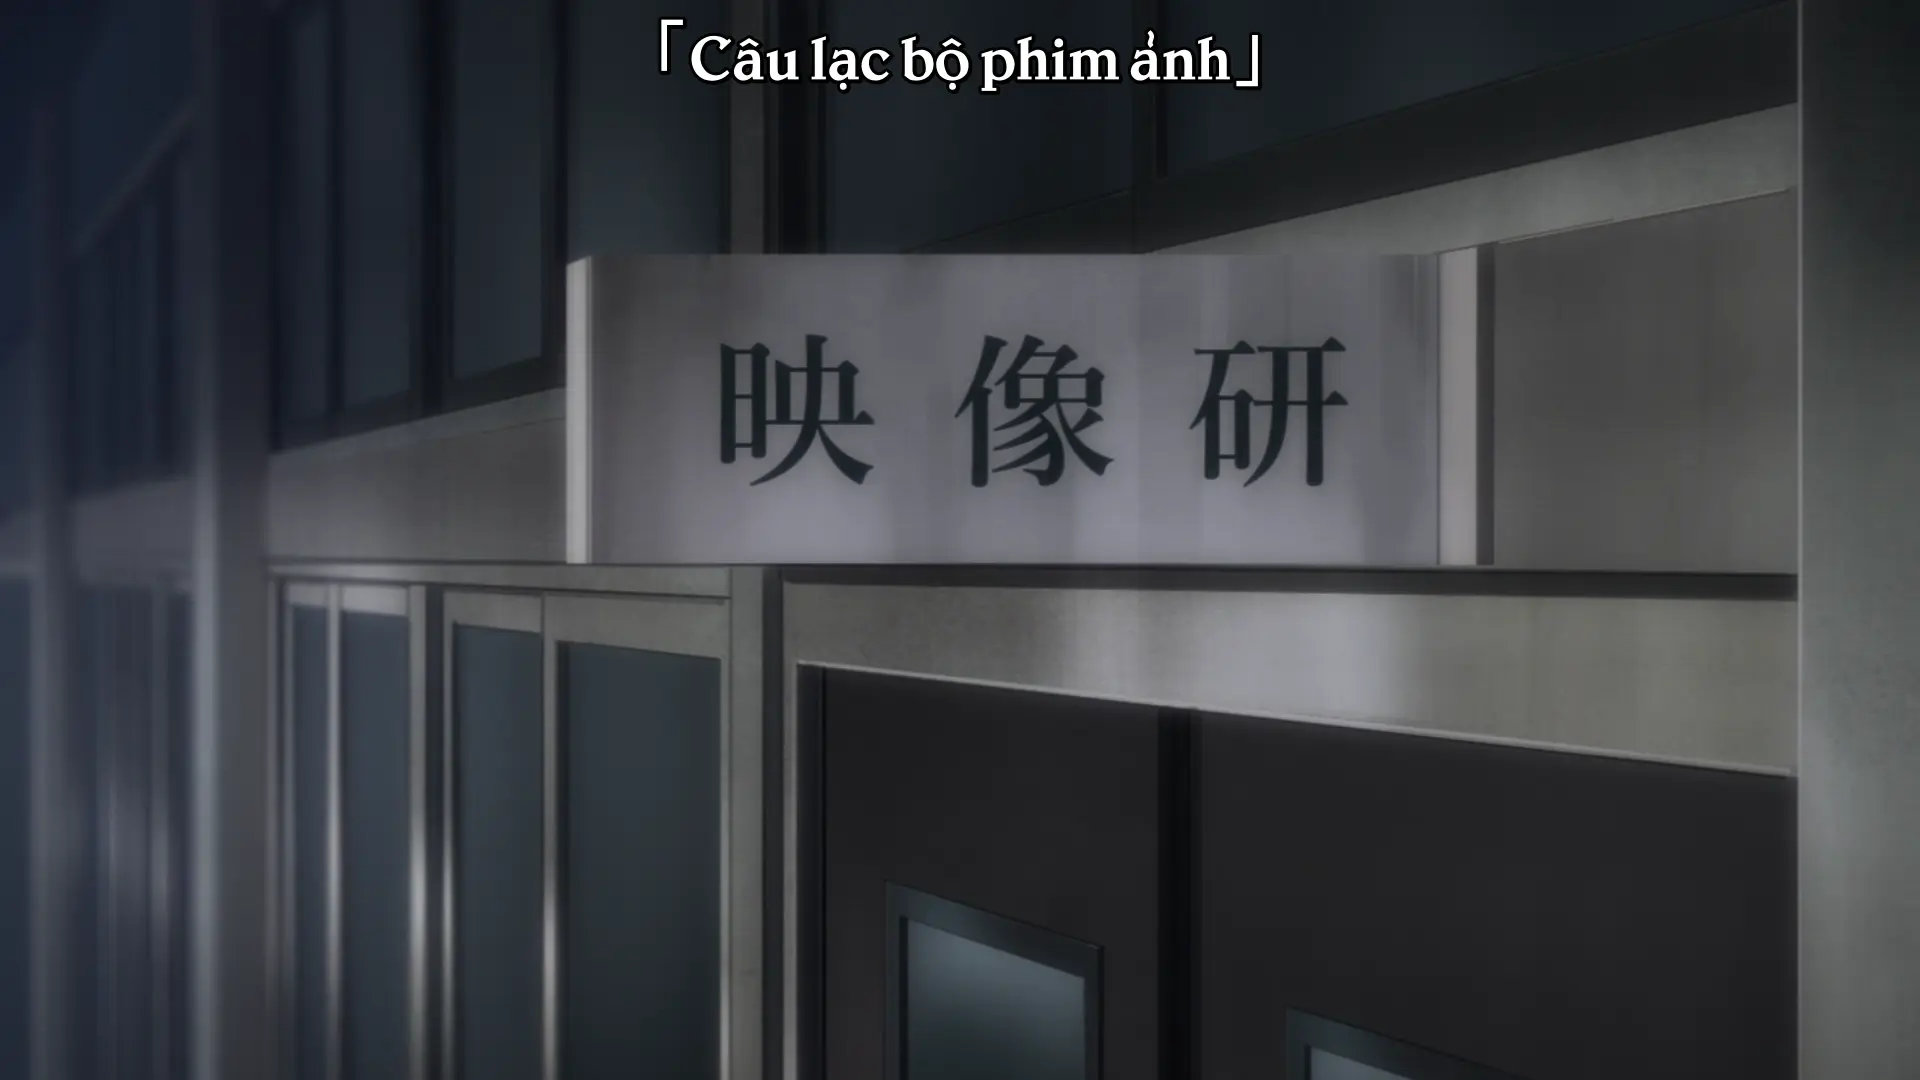 「Câu lạc bộ phim ảnh」
映像研